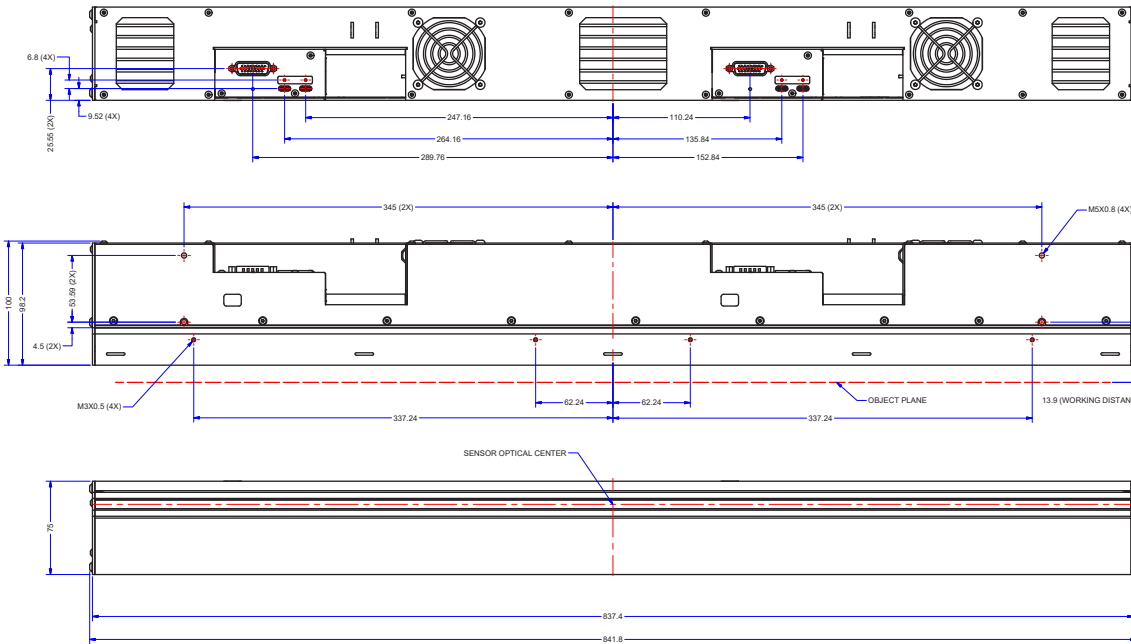 6.8 (4X)
9.52 (4X)
25.55 (2X)
247.16
110.24
264.16
135.84
289.76
152.84
345 (2X)
345 (2X)
M5X0.8 (4X)
100
98.2
53.59 (2X)
4.5 (2X)
M3X0.5 (4X)
62.24
62.24
OBJECT PLANE
13.9 (WORKING DISTAN
337.24
337.24
SENSOR OPTICAL CENTER
75
837.4
841.8